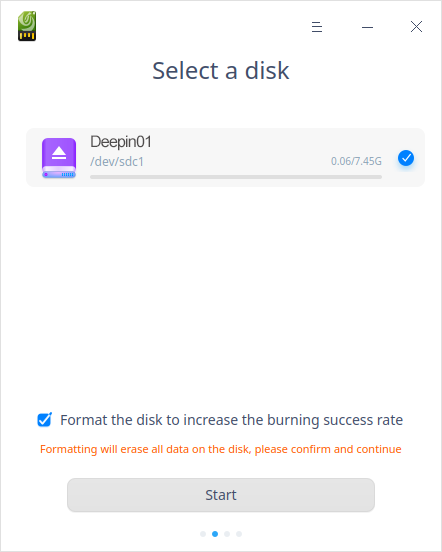 Select a disk
Deepin01
/dev/sdc1
0.06/7.45G
Format the disk to increase the burning success rate
Formatting will erase all data on the disk, please confirm and continue
Start